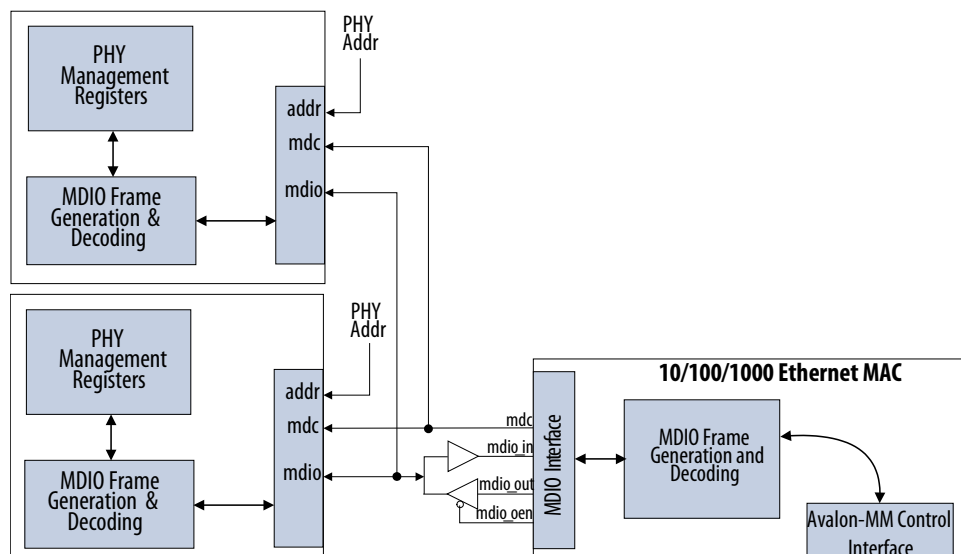 PHY
Management
Registers
MDIO Frame
Generation &
Decoding
addr
mdc
mdio
PHY
Addr
PHY
Management
Registers
MDIO Frame
Generation &
Decoding
addr
mdc
mdio
PHY
Addr
10/100/1000 Ethernet MAC
mdc
mdio_in
mdio_out
mdio_oen
MDIO Interface
MDIO Frame
Generation and
Decoding
Avalon-MM Control
Interface